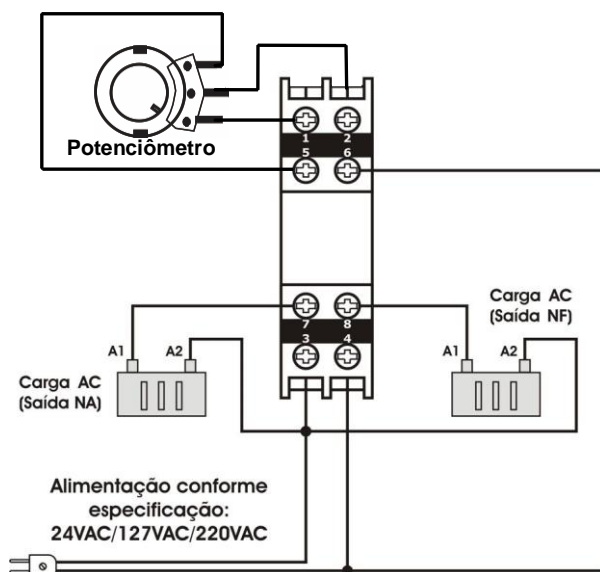 Potenciômetro
1 2
5 6
7 8
3 4
A1 A2
Carga AC
(Saída NA)
Carga AC
(Saída NF)
A1 A2
Alimentação conforme
especificação:
24VAC/127VAC/220VAC